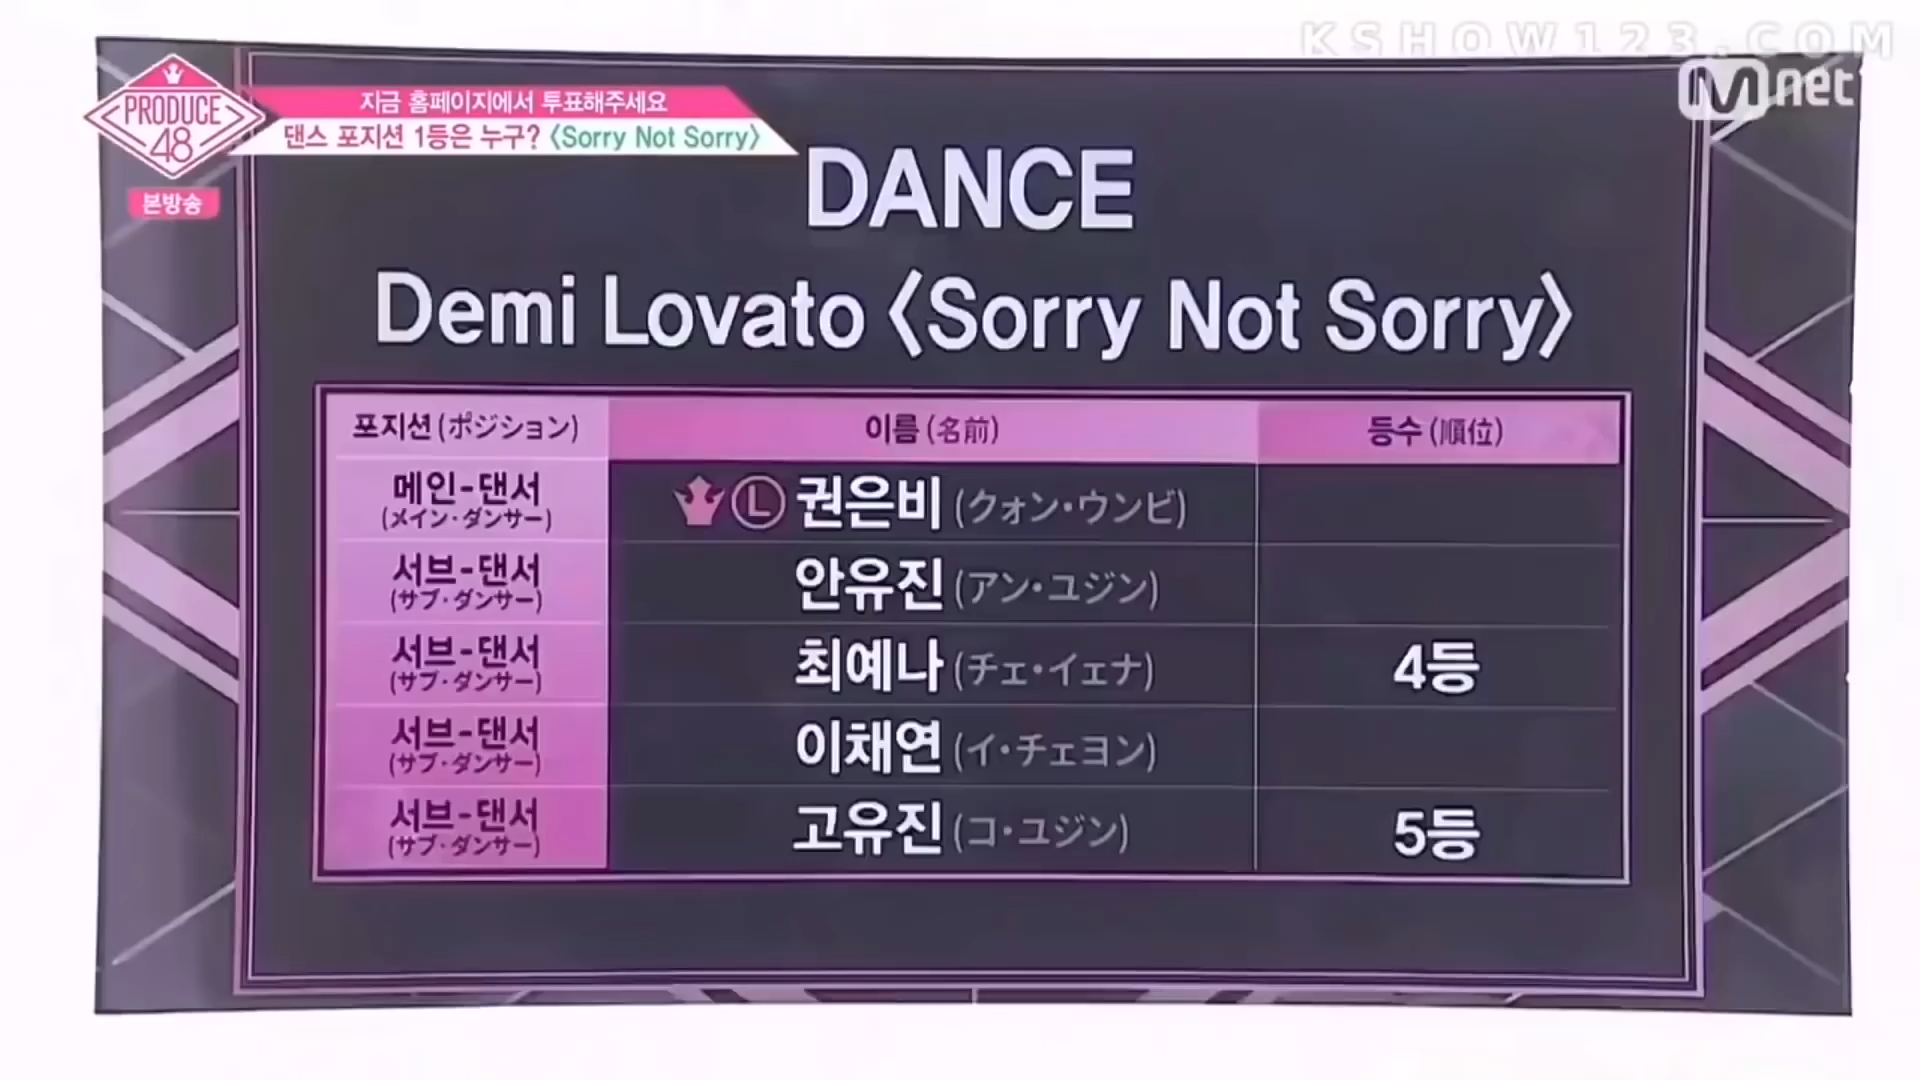 KSHOW123.COM
Mnet
PRODUCE
48
지금 홈페이지에서 투표해주세요
댄스 포지션 1등은 누구? 〈Sorry Not Sorry〉
본방송
DANCE
Demi Lovato 〈Sorry Not Sorry〉
포지션(ポジション) 이름(名前) 등수(順位)
메인-댄서
(メイン・ダンサー)
L 권은비 (クォン・ウンビ)
서브-댄서
(サブ・ダンサー)
안유진 (アン・ユジン)
서브-댄서
(サブ・ダンサー)
최예나 (チェ・イェナ) 4등
서브-댄서
(サブ・ダンサー)
이채연 (イ・チェヨン)
서브-댄서
(サブ・ダンサー)
고유진 (コ・ユジン) 5등